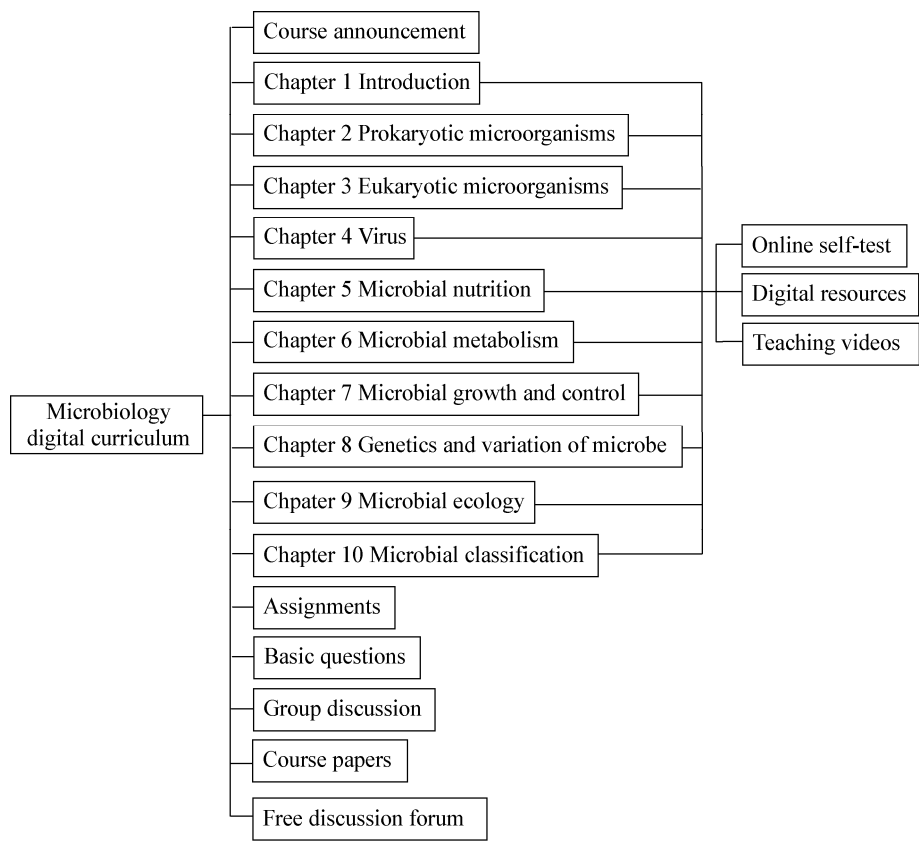 Course announcement
Chapter 1 Introduction
Chapter 2 Prokaryotic microorganisms
Chapter 3 Eukaryotic microorganisms
Chapter 4 Virus
Chapter 5 Microbial nutrition
Chapter 6 Microbial metabolism
Chapter 7 Microbial growth and control
Chapter 8 Genetics and variation of microbe
Chpater 9 Microbial ecology
Chapter 10 Microbial classification
Assignments
Basic questions
Group discussion
Course papers
Free discussion forum
Microbiology
digital curriculum
Online self-test
Digital resources
Teaching videos